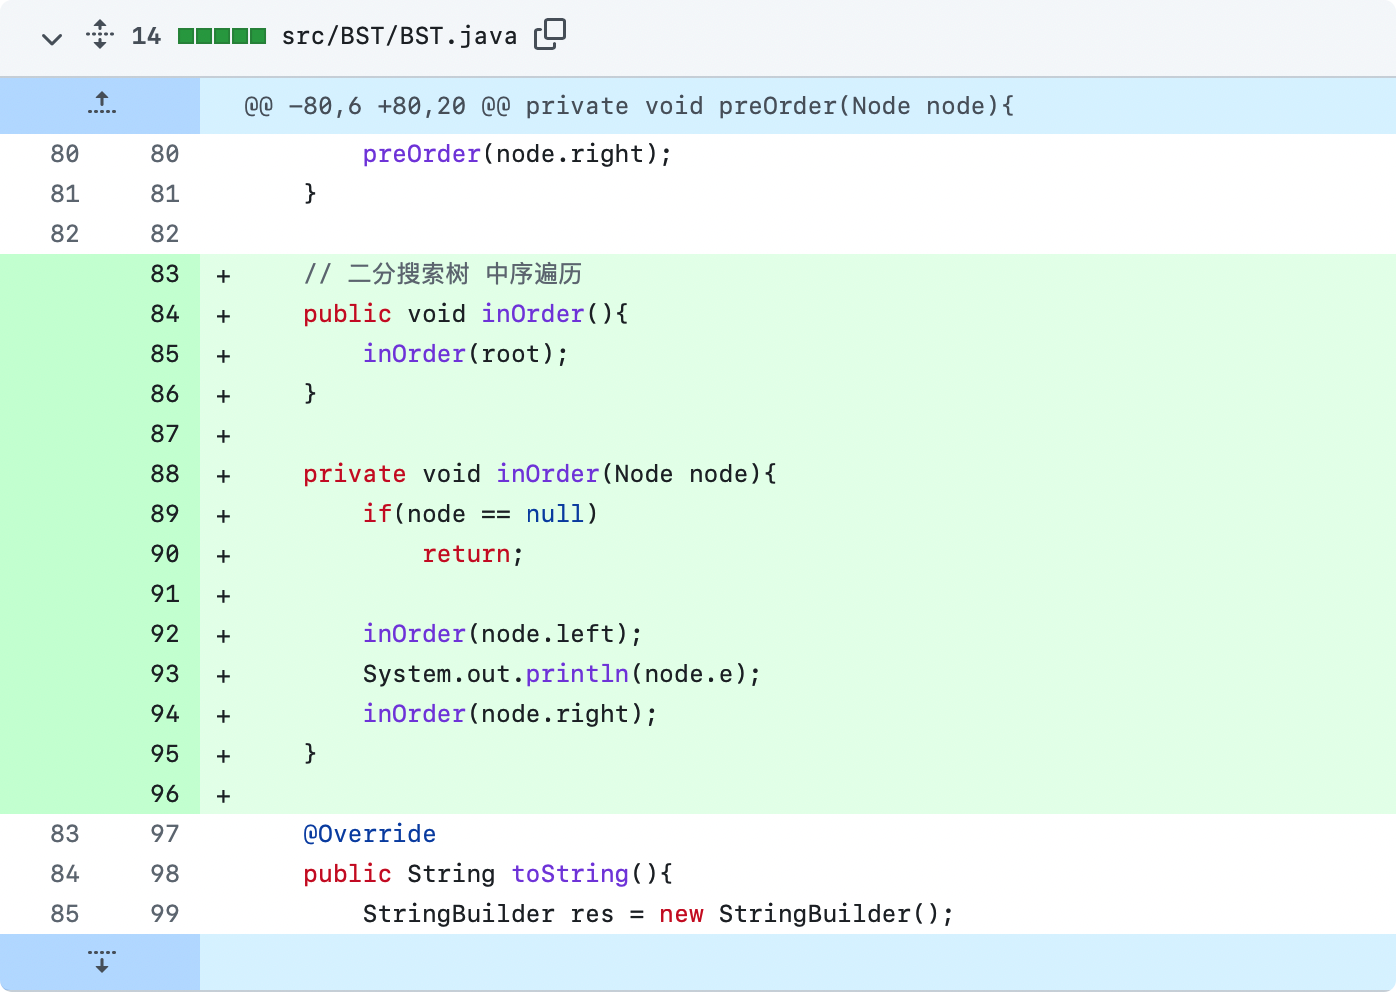 14 src/BST/BST.java
@@ -80,6 +80,20 @@ private void preOrder(Node node){
80 80 preOrder(node.right);
81 81 }
82 82
83 + // 二分搜索树 中序遍历
84 + public void inOrder(){
85 + inOrder(root);
86 + }
87 +
88 + private void inOrder(Node node){
89 + if(node == null)
90 + return;
91 +
92 + inOrder(node.left);
93 + System.out.println(node.e);
94 + inOrder(node.right);
95 + }
96 +
83 97 @Override
84 98 public String toString(){
85 99 StringBuilder res = new StringBuilder();